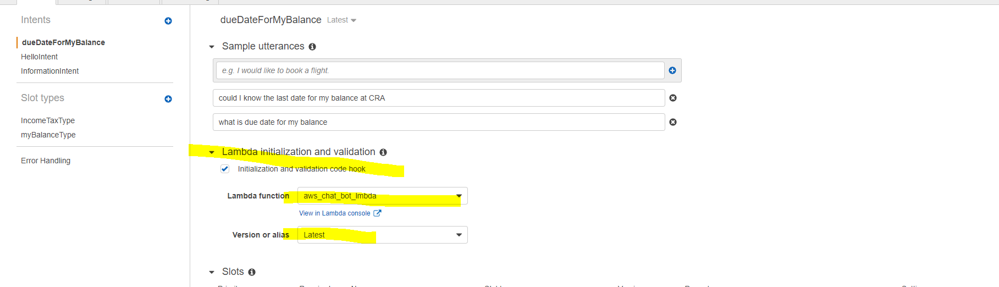 Intents
dueDateForMyBalance
HelloIntent
InformationIntent
Slot types
IncomeTaxType
myBalanceType
Error Handling
dueDateForMyBalance Latest
Sample utterances
e.g. I would like to book a flight.
could I know the last date for my balance at CRA
what is due date for my balance
Lambda initialization and validation
Initialization and validation code hook
Lambda function aws_chat_bot_lmbda
View in Lambda console
Version or alias Latest
Slots